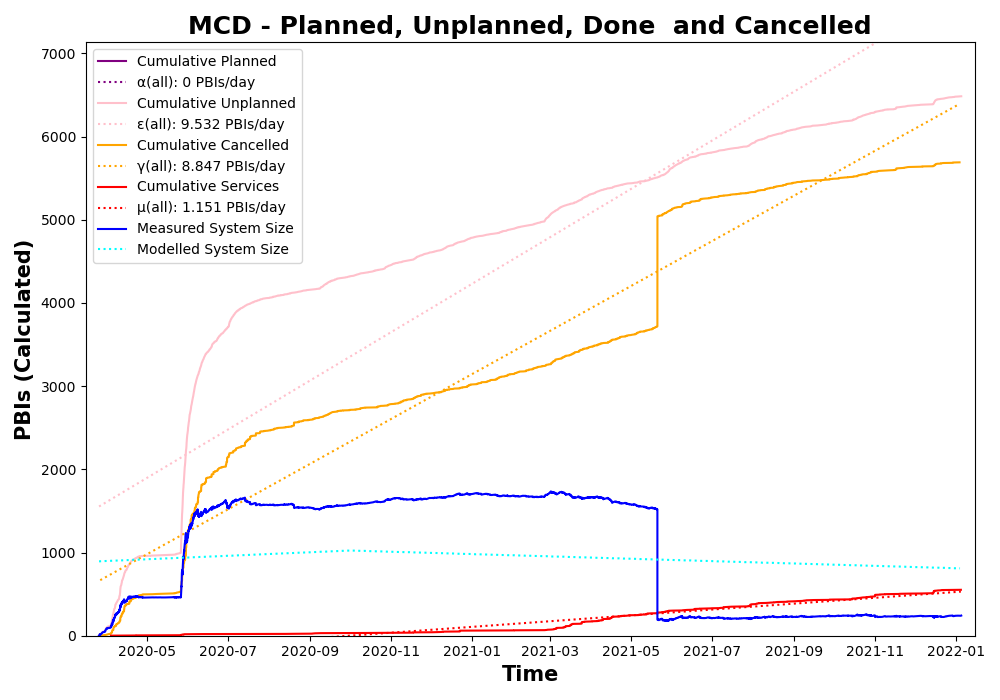 MCD - Planned, Unplanned, Done  and Cancelled
PBIs (Calculated)
7000
6000
5000
4000
3000
2000
1000
0
Cumulative Planned
α(all): 0 PBIs/day
Cumulative Unplanned
ε(all): 9.532 PBIs/day
Cumulative Cancelled
γ(all): 8.847 PBIs/day
Cumulative Services
μ(all): 1.151 PBIs/day
Measured System Size
Modelled System Size
2020-05 2020-07 2020-09 2020-11 2021-01 2021-03 2021-05 2021-07 2021-09 2021-11 2022-01
Time